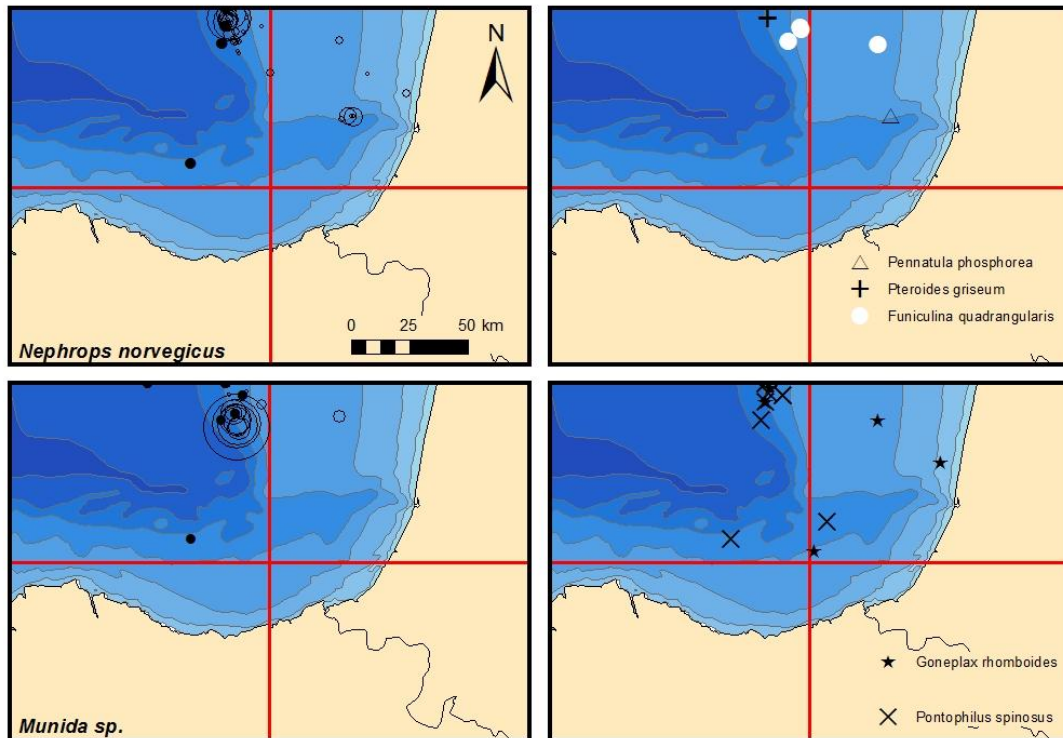 N
0 25 50 km
Nephrops norvegicus
Pennatula phosphorea
Pteroides griseum
Funiculina quadrangularis
Munida sp.
Goneplax rhomboides
Pontophilus spinosus